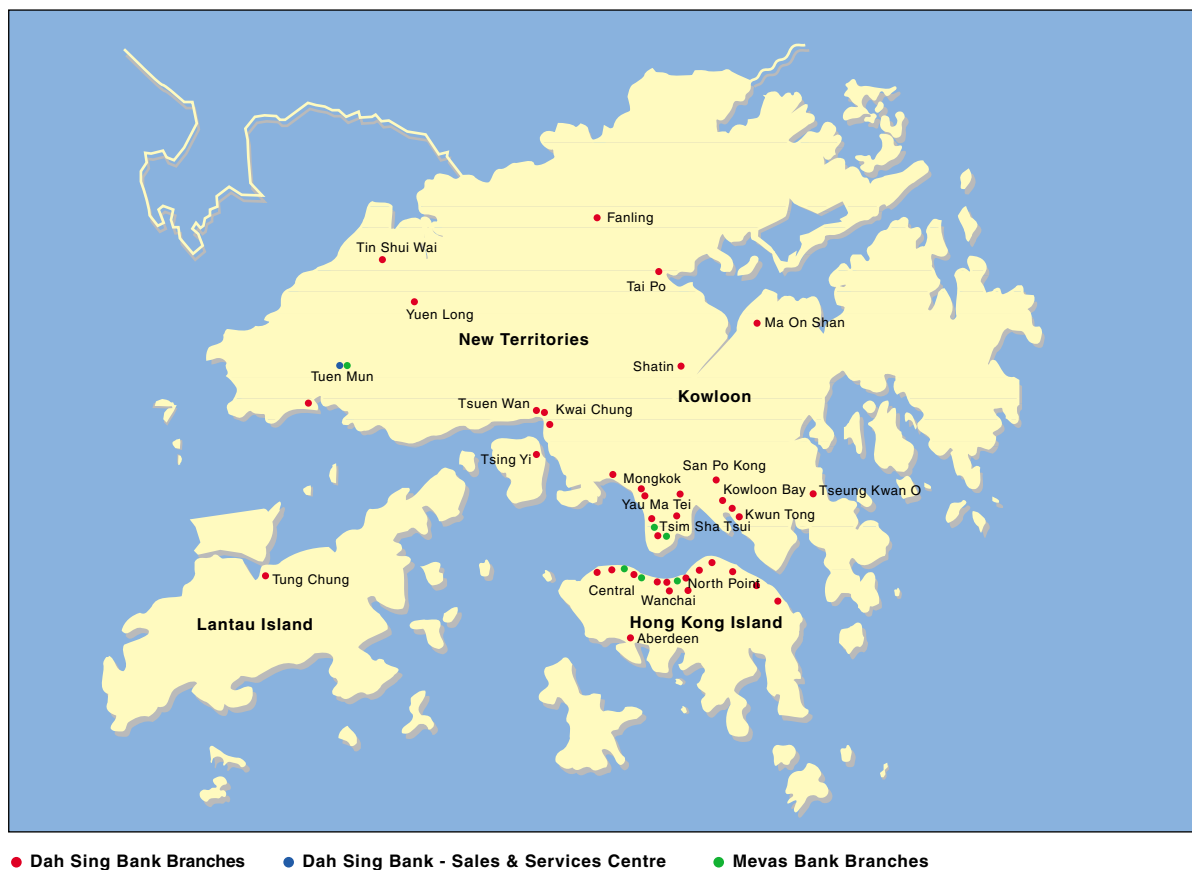 Fanling
Tin Shui Wai
Tai Po
Yuen Long
Ma On Shan
New Territories
Shatin
Tuen Mun
Kowloon
Tsuen Wan
Kwai Chung
Tsing Yi
San Po Kong
Mongkok
Kowloon Bay
Tseung Kwan O
Yau Ma Tei
Kwun Tong
Tsim Sha Tsui
Tung Chung
North Point
Central
Wanchai
Lantau Island
Hong Kong Island
Aberdeen
Dah Sing Bank Branches
Dah Sing Bank - Sales & Services Centre
Mevas Bank Branches